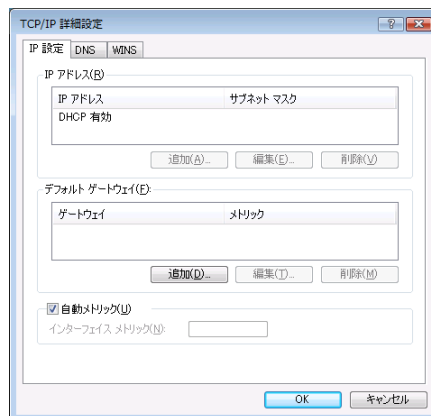 TCP/IP 詳細設定
IP 設定 DNS WINS
IP アドレス(R)
IP アドレス サブネット マスク
DHCP 有効
追加(A)... 編集(E)... 削除(V)
デフォルト ゲートウェイ(F):
ゲートウェイ メトリック
追加(D)... 編集(T)... 削除(M)
自動メトリック(U)
インターフェイス メトリック(N):
OK キャンセル